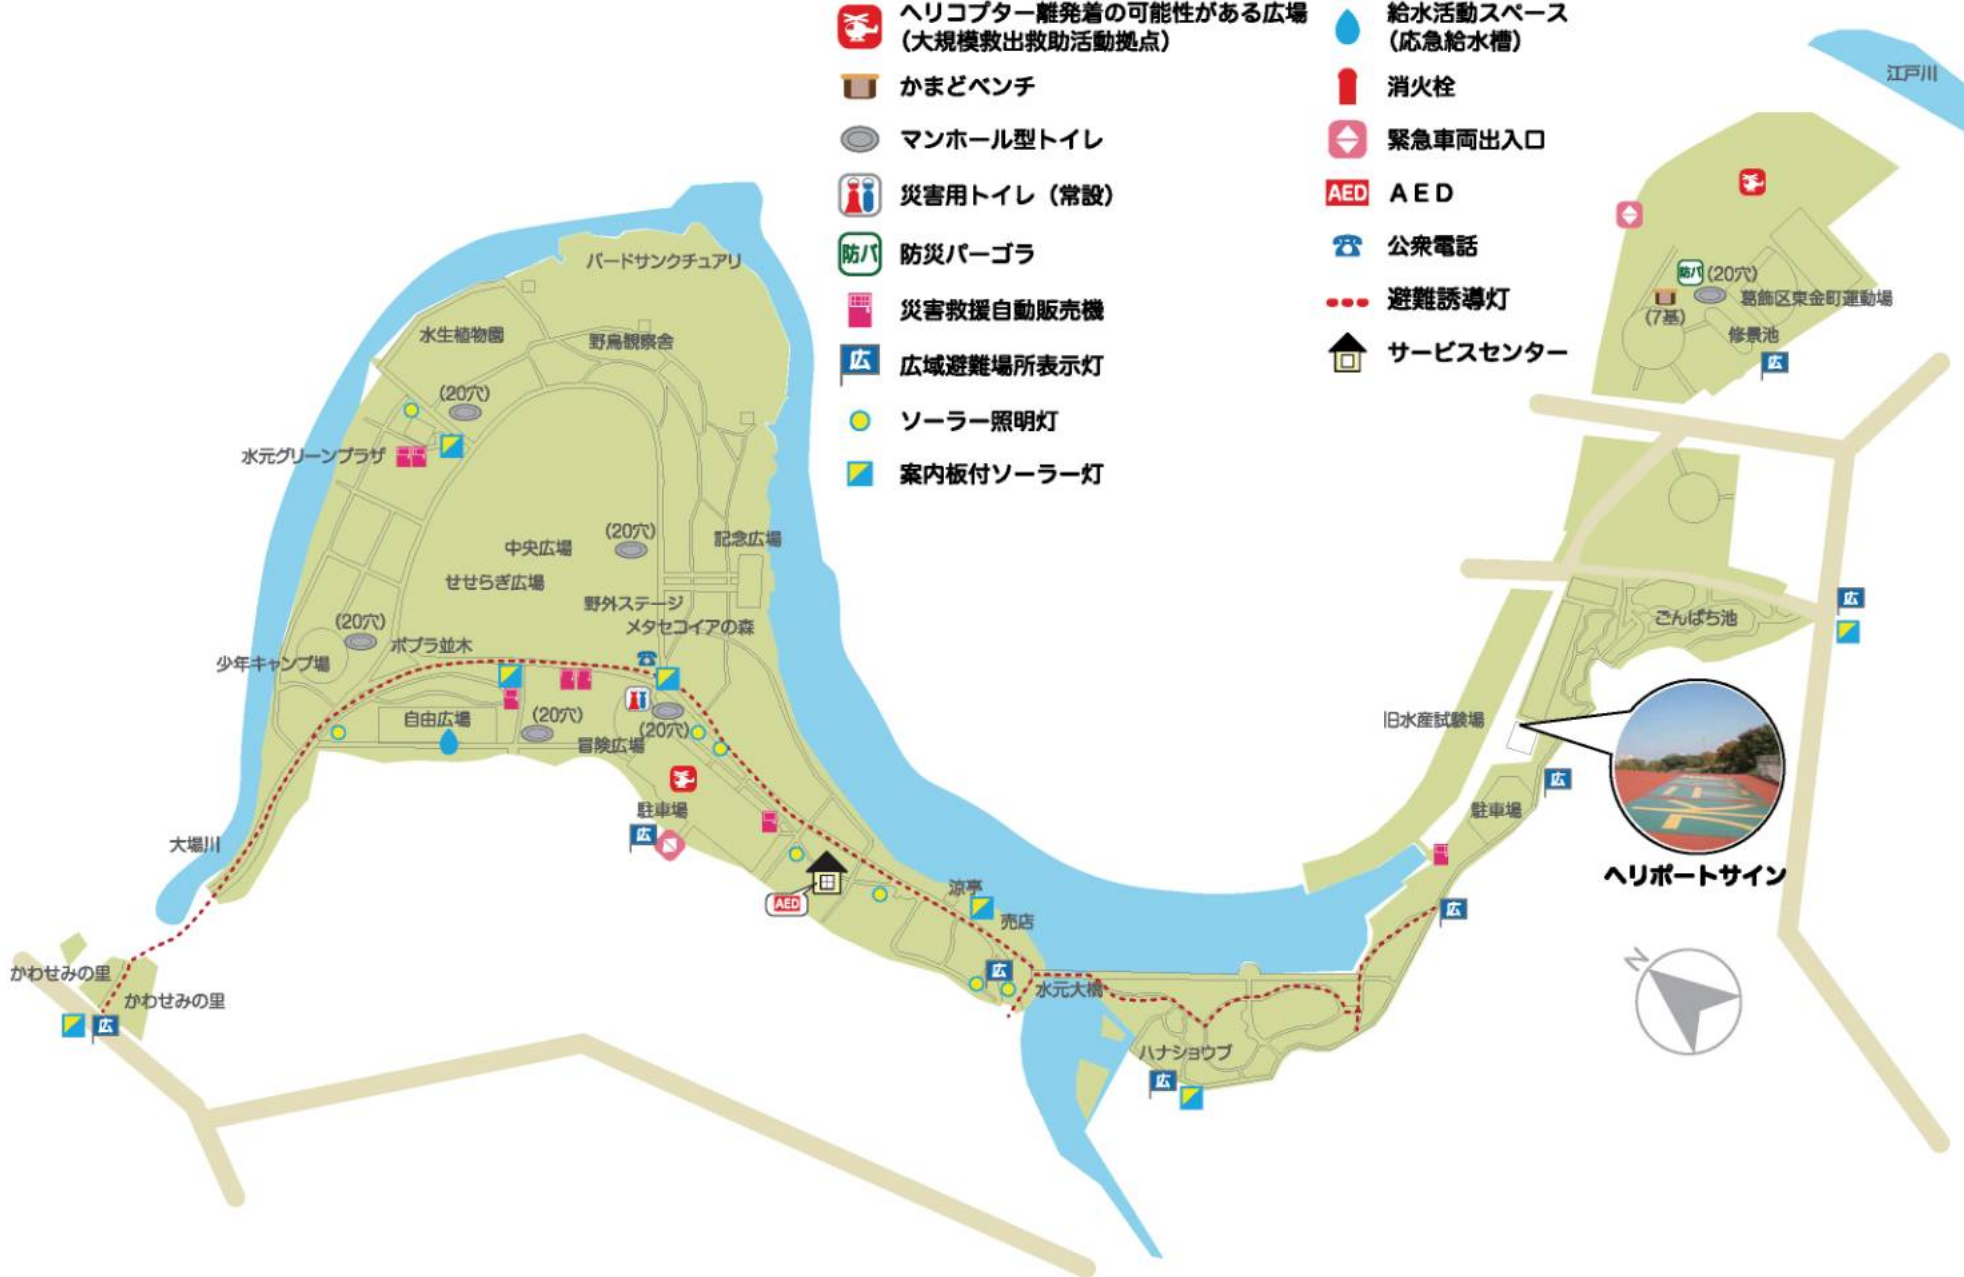 ヘリコプター離発着の可能性がある広場
(大規模救出救助活動拠点)
かまどベンチ
マンホール型トイレ
災害用トイレ(常設)
防パ
防災パーゴラ
災害救援自動販売機
広
広域避難場所表示灯
ソーラー照明灯
案内板付ソーラー灯
給水活動スペース
(応急給水槽)
消火栓
緊急車両出入口
AED
AED
公衆電話
避難誘導灯
サービスセンター
江戸川
防パ
(20穴)
葛飾区東金町運動場
(7基)
修景池
広
バードサンクチュアリ
水生植物園
野鳥観察舎
(20穴)
水元グリーンプラザ
(20穴)
中央広場
記念広場
せせらぎ広場
野外ステージ
メタセコイアの森
(20穴)
ポプラ並木
少年キャンプ場
自由広場
(20穴)
(20穴)
冒険広場
駐車場
広
大場川
AED
涼亭
売店
広
水元大橋
かわせみの里
かわせみの里
広
ハナショウブ
広
広
ごんぱち池
旧水産試験場
広
駐車場
広
ヘリポートサイン
N